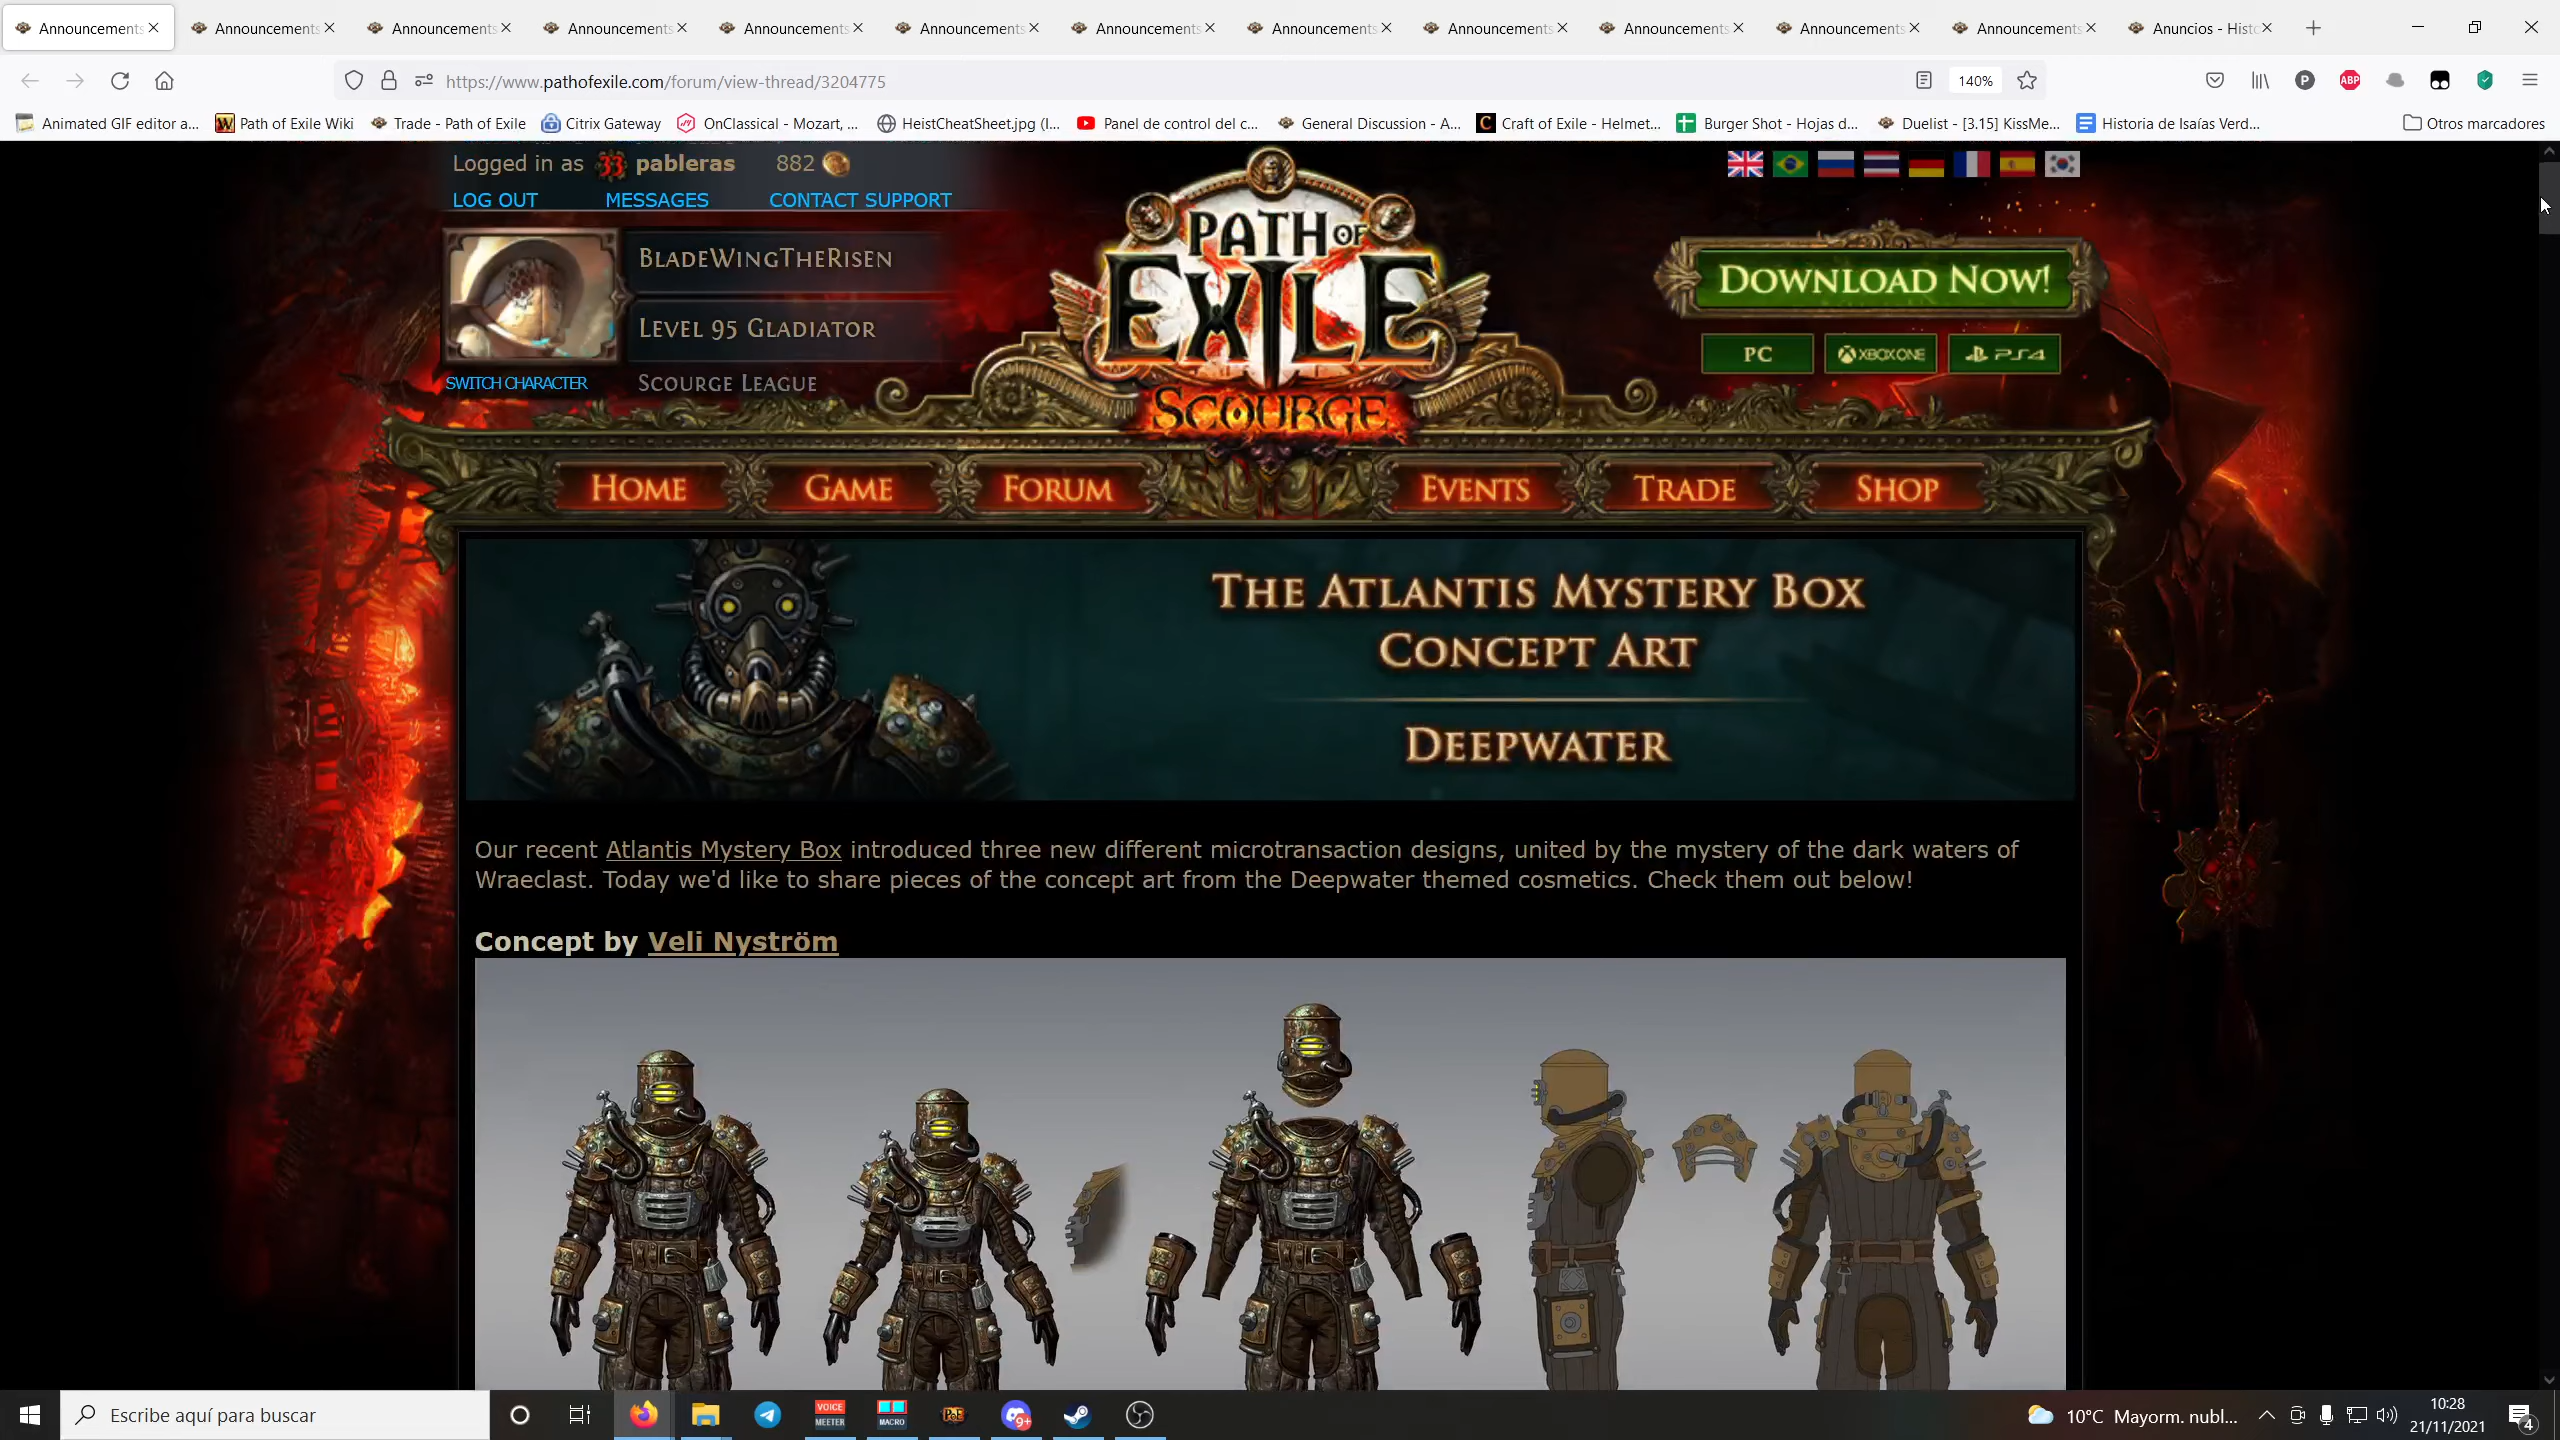 Announcements
Announcements
Announcements
Announcements
Announcements
Announcements
Announcements
Announcements
Announcements
Announcements
Announcements
Announcements
Anuncios - Histo
https://www.pathofexile.com/forum/view-thread/3204775
140%
P
ABP
Animated GIF editor a...
Path of Exile Wiki
Trade - Path of Exile
Citrix Gateway
OnClassical - Mozart, ...
HeistCheatSheet.jpg (I...
Panel de control del c...
General Discussion - A...
Craft of Exile - Helmet...
Burger Shot - Hojas d...
Duelist - [3.15] KissMe...
Historia de Isaías Verd...
Otros marcadores
Logged in as 33 pableras 882
LOG OUT MESSAGES CONTACT SUPPORT
BladeWingTheRisen
Level 95 Gladiator
SWITCH CHARACTER
Scourge League
PATH OF
EXILE
SCOURGE
Download Now!
PC
XBOX ONE
PS4
Home
Game
Forum
Events
Trade
Shop
The Atlantis Mystery Box
Concept Art
Deepwater
Our recent Atlantis Mystery Box introduced three new different microtransaction designs, united by the mystery of the dark waters of
Wraeclast. Today we'd like to share pieces of the concept art from the Deepwater themed cosmetics. Check them out below!
Concept by Veli Nyström
Escribe aquí para buscar
VOICE
MEETER
MACRO
PoE
9+
10°C Mayorm. nubl...
10:28
21/11/2021
4